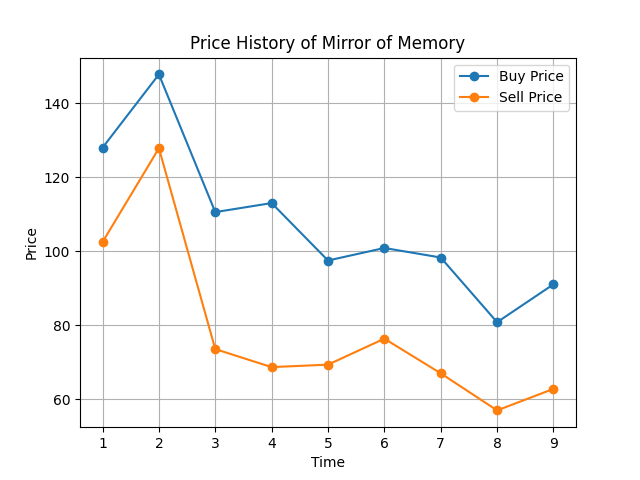 Price History of Mirror of Memory
Buy Price
Sell Price
Price
140
120
100
80
60
1 2 3 4 5 6 7 8 9
Time